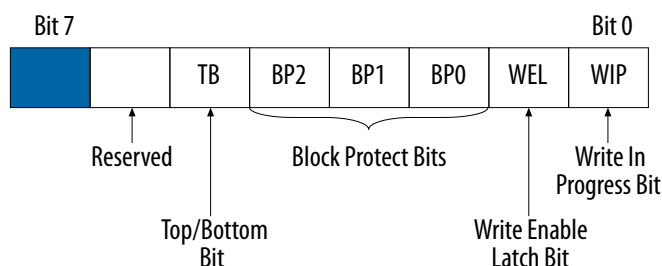 Bit 7 Bit 0
TB BP2 BP1 BP0 WEL WIP
Reserved Block Protect Bits Write In
Progress Bit
Top/Bottom Write Enable
Bit Latch Bit